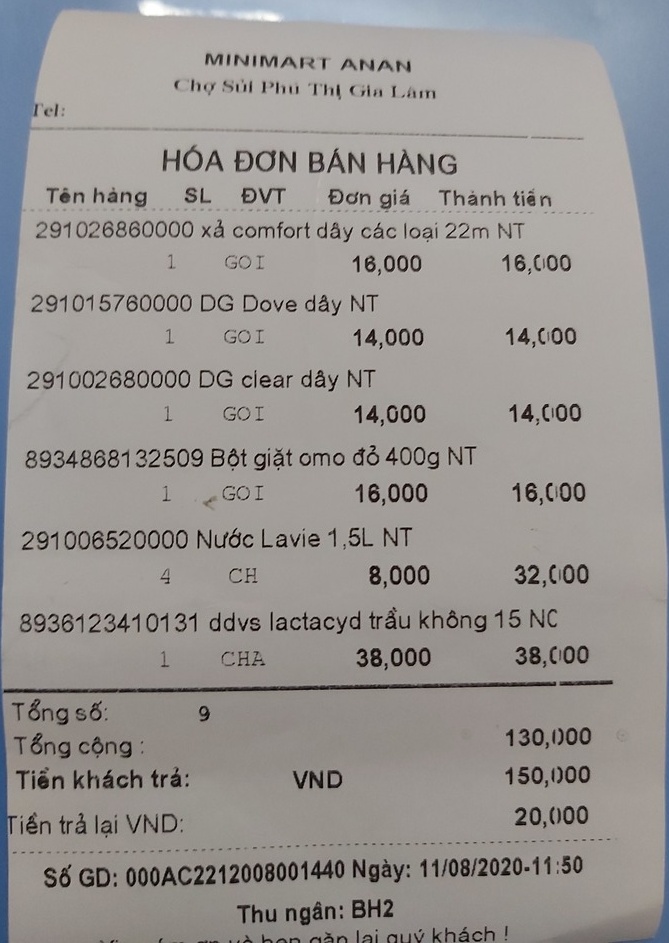 MINIMART ANAN
Chợ Sủi Phú Thị Gia Lâm
Tel:
HÓA ĐƠN BÁN HÀNG
Tên hàng SL ĐVT Đơn giá Thành tiền
291026860000 xả comfort dây các loại 22m NT
1 GOI 16,000 16,000
291015760000 DG Dove dây NT
1 GOI 14,000 14,000
291002680000 DG clear dây NT
1 GOI 14,000 14,000
8934868132509 Bột giặt omo đỏ 400g NT
1 GOI 16,000 16,000
291006520000 Nước Lavie 1,5L NT
4 CH 8,000 32,000
8936123410131 ddvs lactacyd trầu không 15 NC
1 CHA 38,000 38,000
Tổng số: 9
Tổng cộng : 130,000
Tiền khách trả: VND 150,000
Tiền trả lại VND: 20,000
Số GD: 000AC2212008001440 Ngày: 11/08/2020-11:50
Thu ngân: BH2
và hẹn gặp lại quý khách !